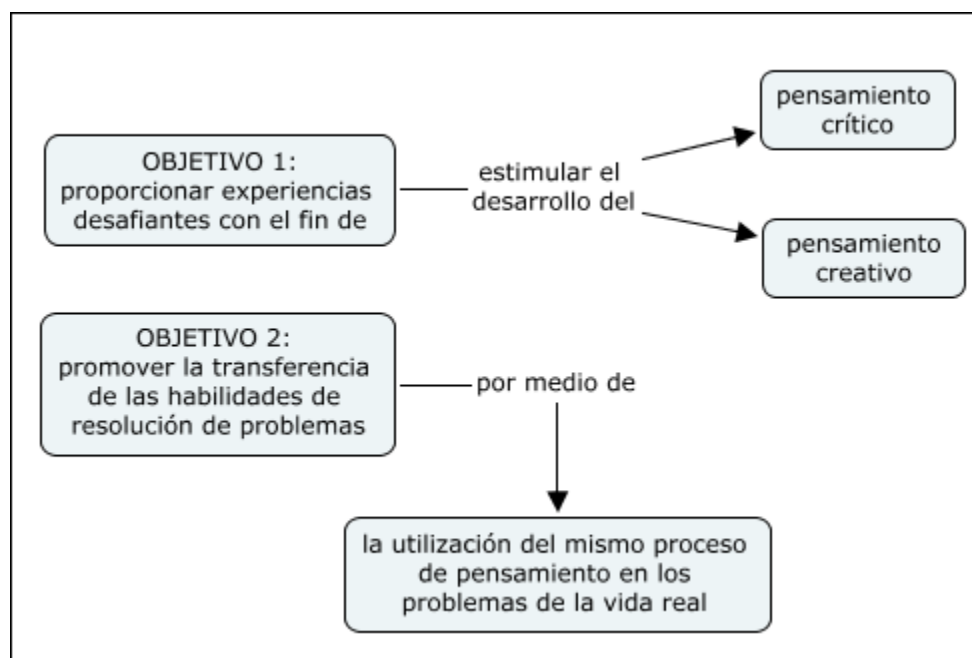 OBJETIVO 1:
proporcionar experiencias
desafiantes con el fin de
estimular el
desarrollo del
pensamiento
crítico
pensamiento
creativo
OBJETIVO 2:
promover la transferencia
de las habilidades de
resolución de problemas
por medio de
la utilización del mismo proceso
de pensamiento en los
problemas de la vida real